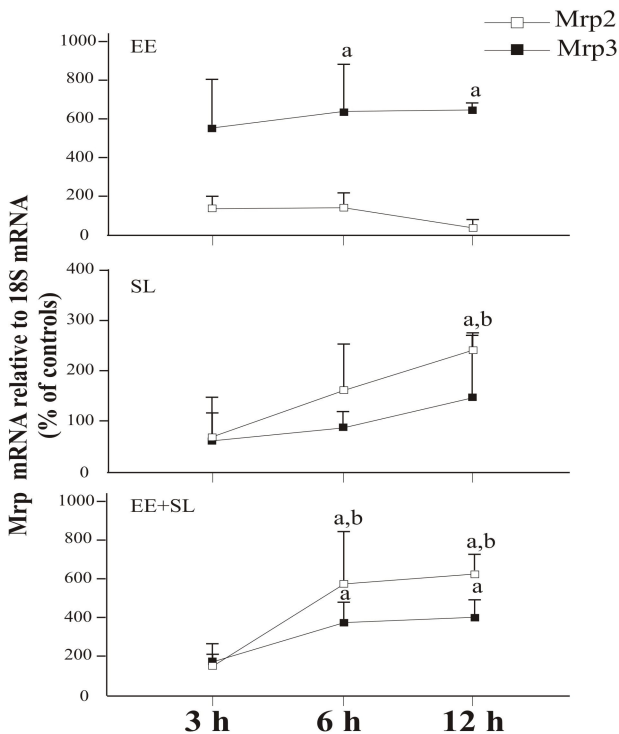 Mrp2
Mrp3
Mrp mRNA relative to 18S mRNA
(% of controls)
EE
1000
800
600
400
200
0
a
a
SL
400
300
200
100
0
a,b
EE+SL
1000
800
600
400
200
0
a,b
a,b
a
a
3 h 6 h 12 h